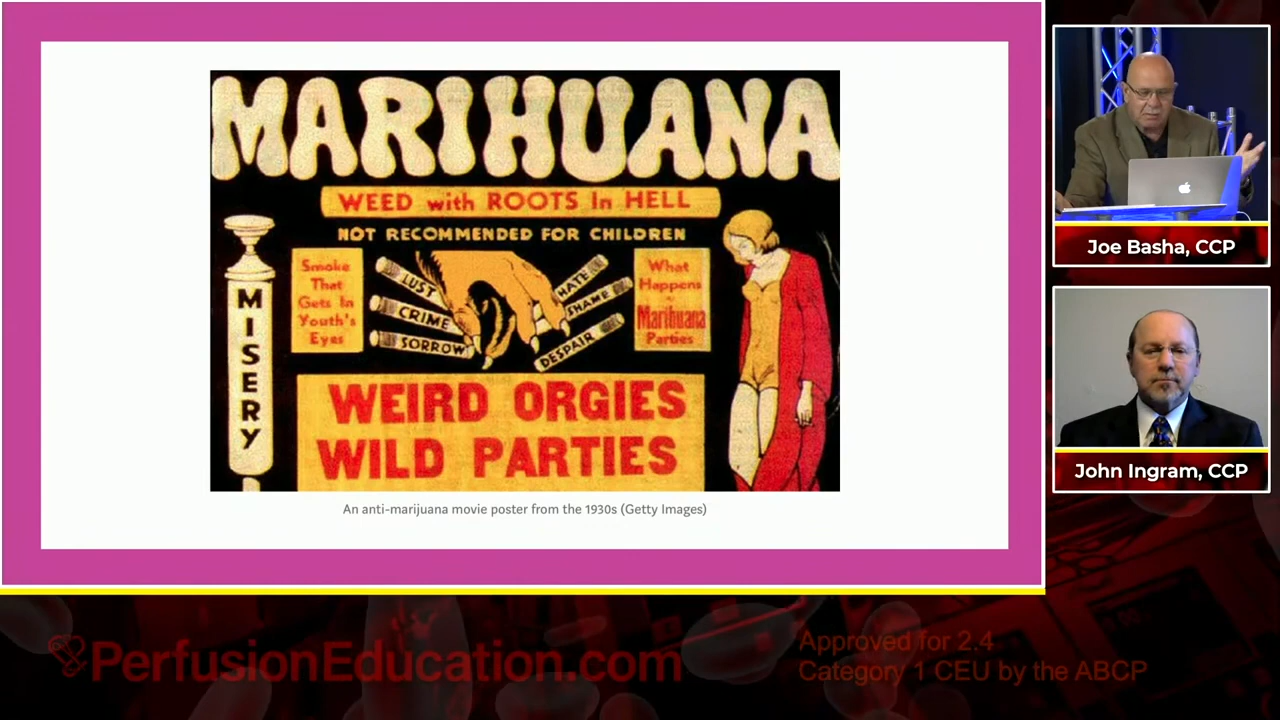 MARIHUANA
WEED with ROOTS In HELL
NOT RECOMMENDED FOR CHILDREN
MISERY
Smoke
That
Gets In
Youth's
Eyes
LUST
CRIME
SORROW
HATE
SHAME
DESPAIR
What
Happens
at
Marihuana
Parties
WEIRD ORGIES
WILD PARTIES
An anti-marijuana movie poster from the 1930s (Getty Images)
Joe Basha, CCP
John Ingram, CCP
PerfusionEducation.com
Approved for 2.4
Category 1 CEU by the ABCP